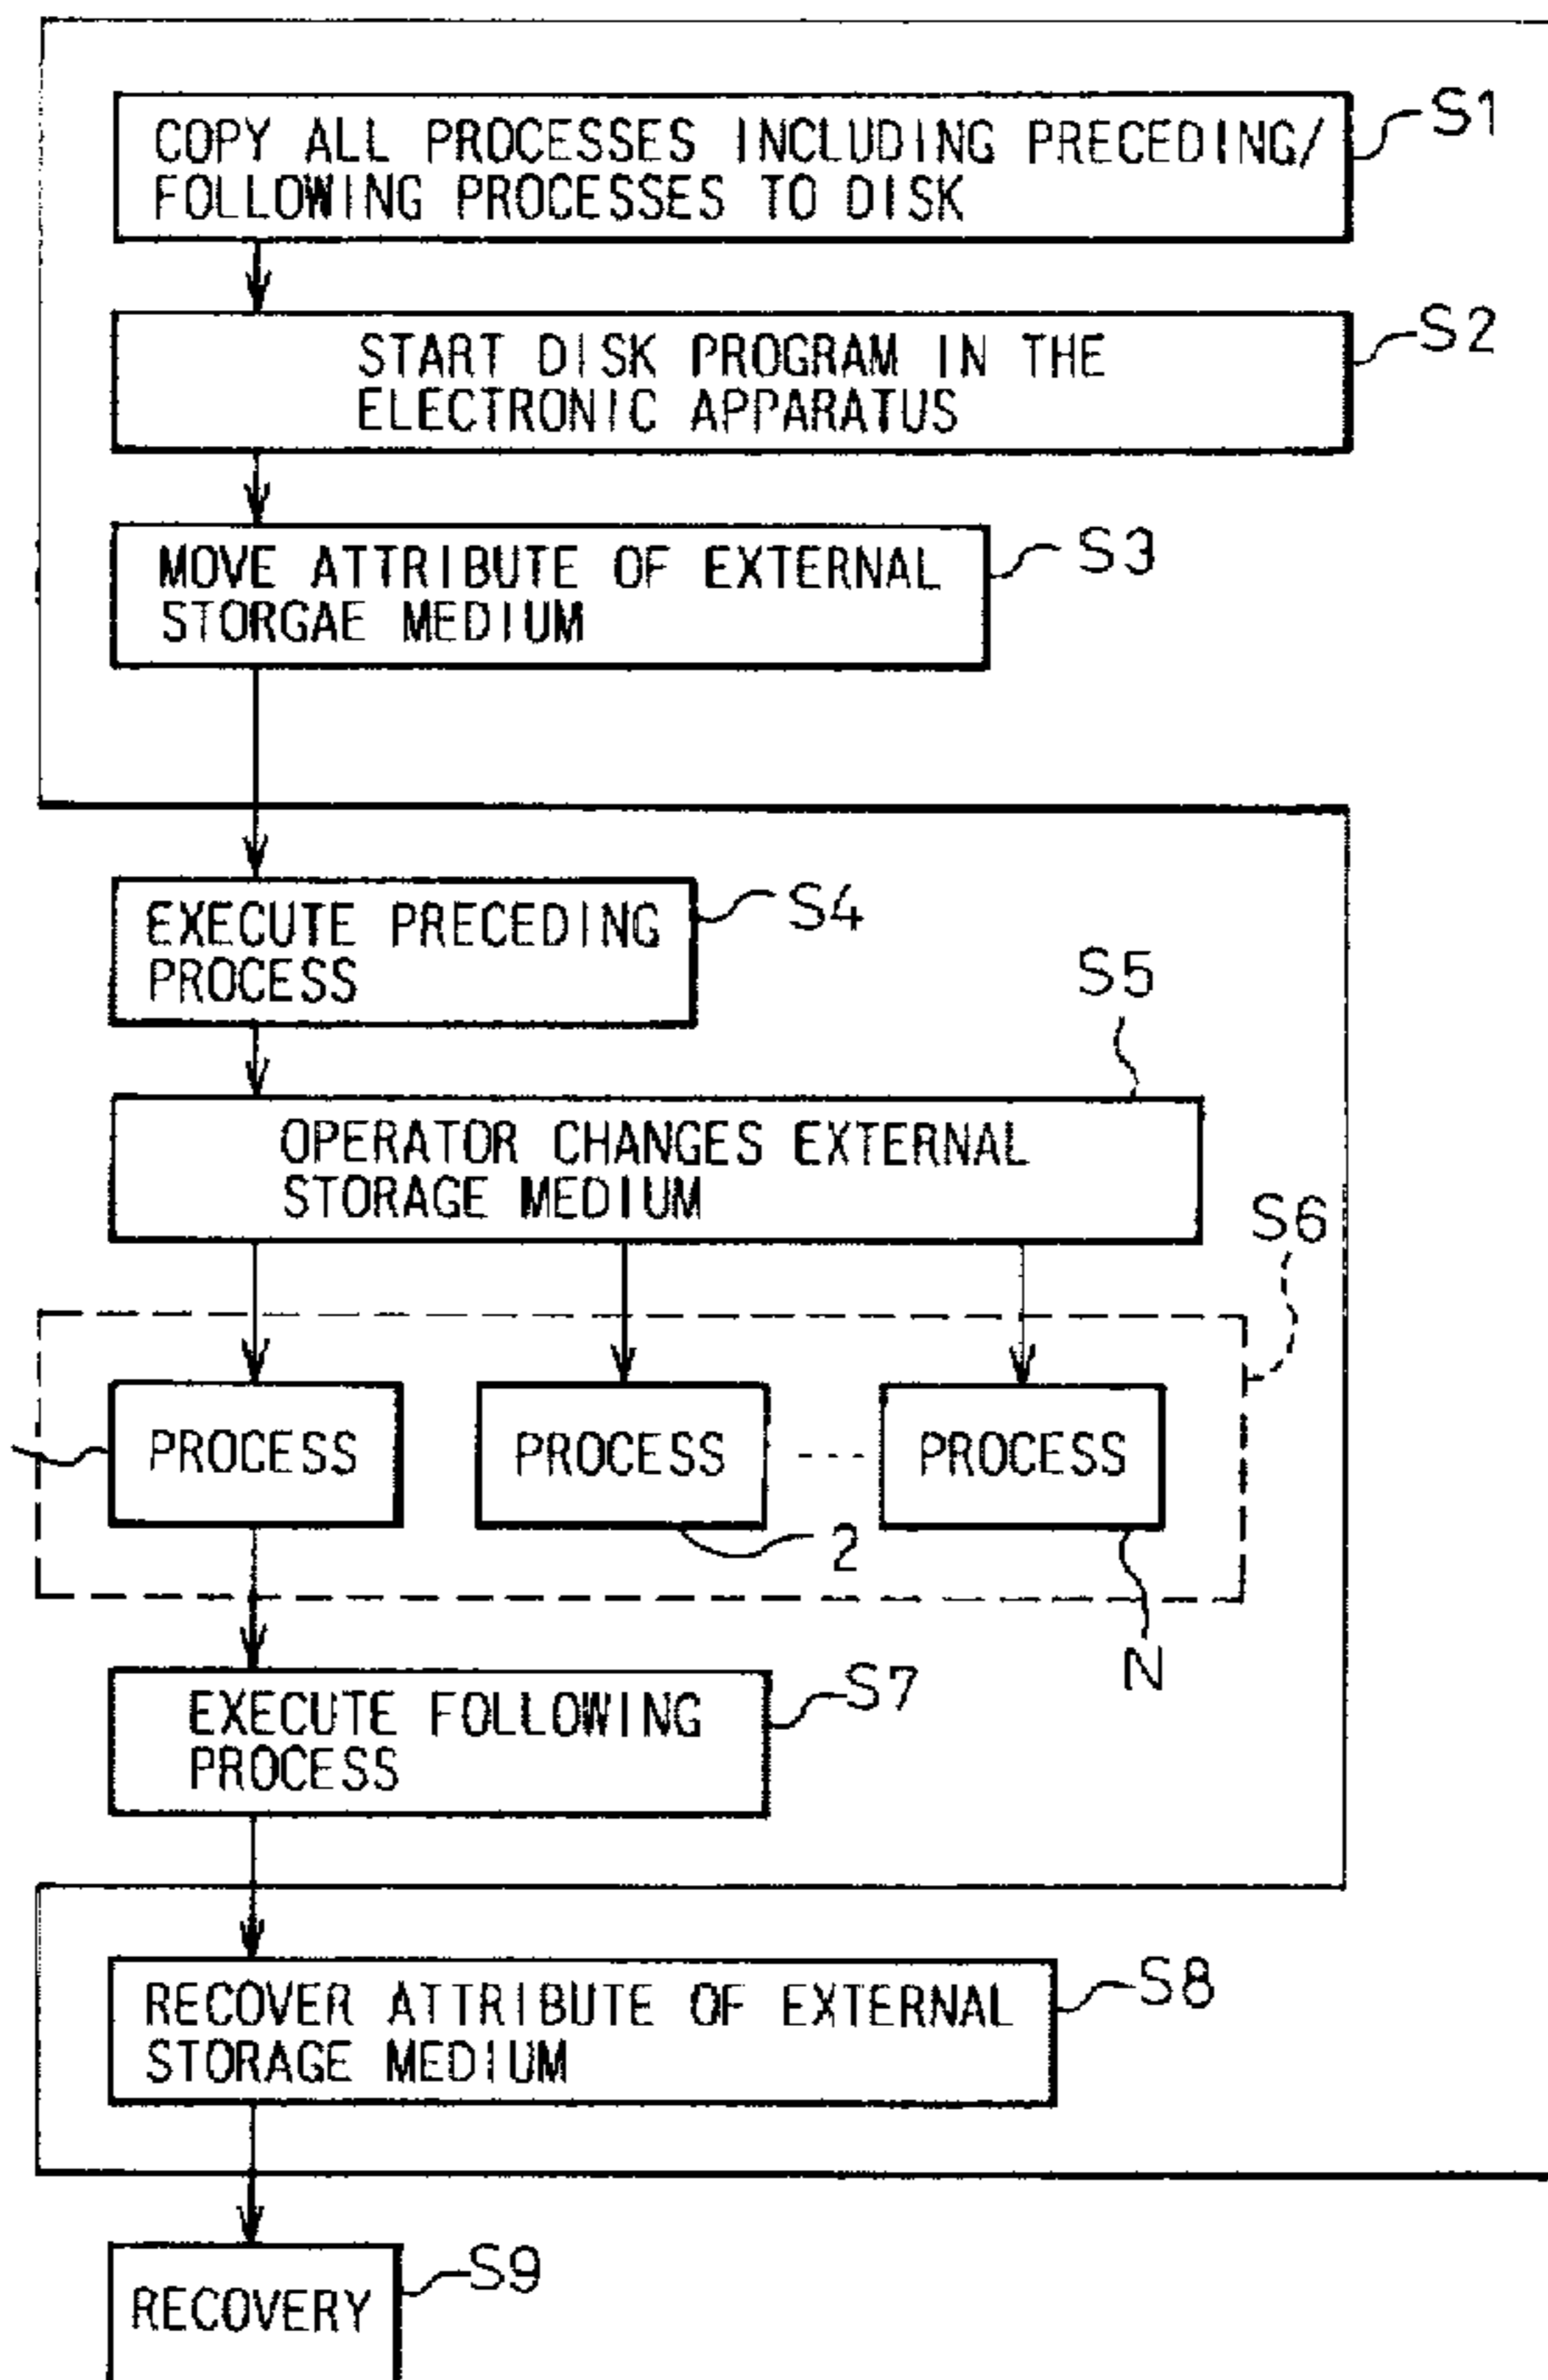 COPY ALL PROCESSES INCLUDING PRECEDING/
FOLLOWING PROCESSES TO DISK
S1
START DISK PROGRAM IN THE
ELECTRONIC APPARATUS
S2
MOVE ATTRIBUTE OF EXTERNAL
STORGAE MEDIUM
S3
EXECUTE PRECEDING
PROCESS
S4
S5
OPERATOR CHANGES EXTERNAL
STORAGE MEDIUM
S6
PROCESS
PROCESS
- - -
PROCESS
2
N
EXECUTE FOLLOWING
PROCESS
S7
RECOVER ATTRIBUTE OF EXTERNAL
STORAGE MEDIUM
S8
RECOVERY
S9